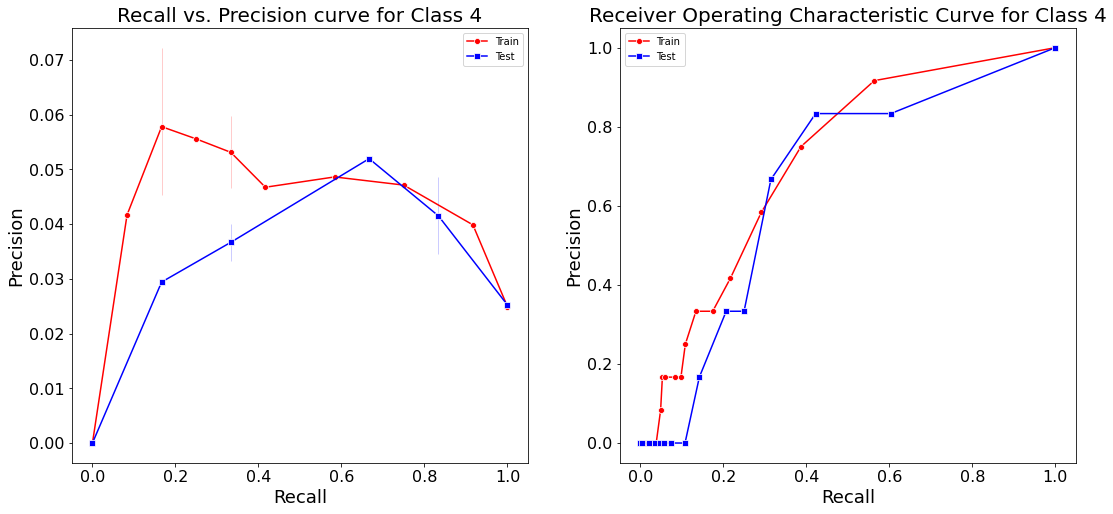 Recall vs. Precision curve for Class 4
Train
Test
Precision
0.07
0.06
0.05
0.04
0.03
0.02
0.01
0.00
0.0 0.2 0.4 0.6 0.8 1.0
Recall
Receiver Operating Characteristic Curve for Class 4
Train
Test
Precision
1.0
0.8
0.6
0.4
0.2
0.0
0.0 0.2 0.4 0.6 0.8 1.0
Recall